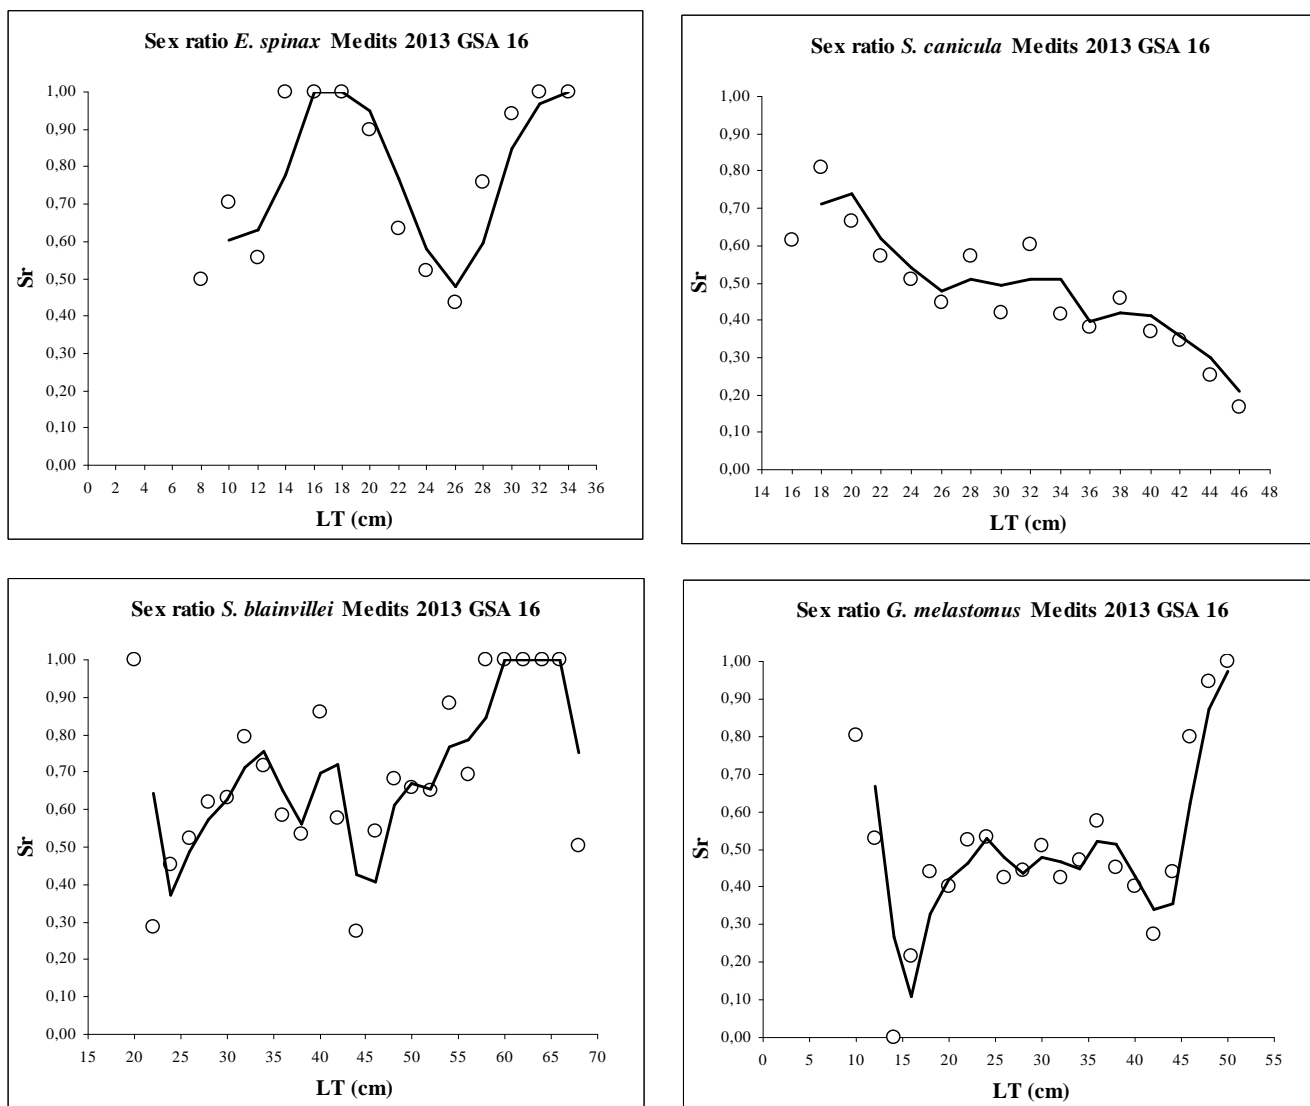 Sex ratio E. spinax Medits 2013 GSA 16
1,00
0,90
0,80
0,70
0,60
0,50
0,40
0,30
0,20
0,10
0,00
Sr
0 2 4 6 8 10 12 14 16 18 20 22 24 26 28 30 32 34 36
LT (cm)
Sex ratio S. canicula Medits 2013 GSA 16
1,00
0,90
0,80
0,70
0,60
0,50
0,40
0,30
0,20
0,10
0,00
Sr
14 16 18 20 22 24 26 28 30 32 34 36 38 40 42 44 46 48
LT (cm)
Sex ratio S. blainvillei Medits 2013 GSA 16
1,00
0,90
0,80
0,70
0,60
0,50
0,40
0,30
0,20
0,10
0,00
Sr
15 20 25 30 35 40 45 50 55 60 65 70
LT (cm)
Sex ratio G. melastomus Medits 2013 GSA 16
1,00
0,90
0,80
0,70
0,60
0,50
0,40
0,30
0,20
0,10
0,00
Sr
0 5 10 15 20 25 30 35 40 45 50 55
LT (cm)